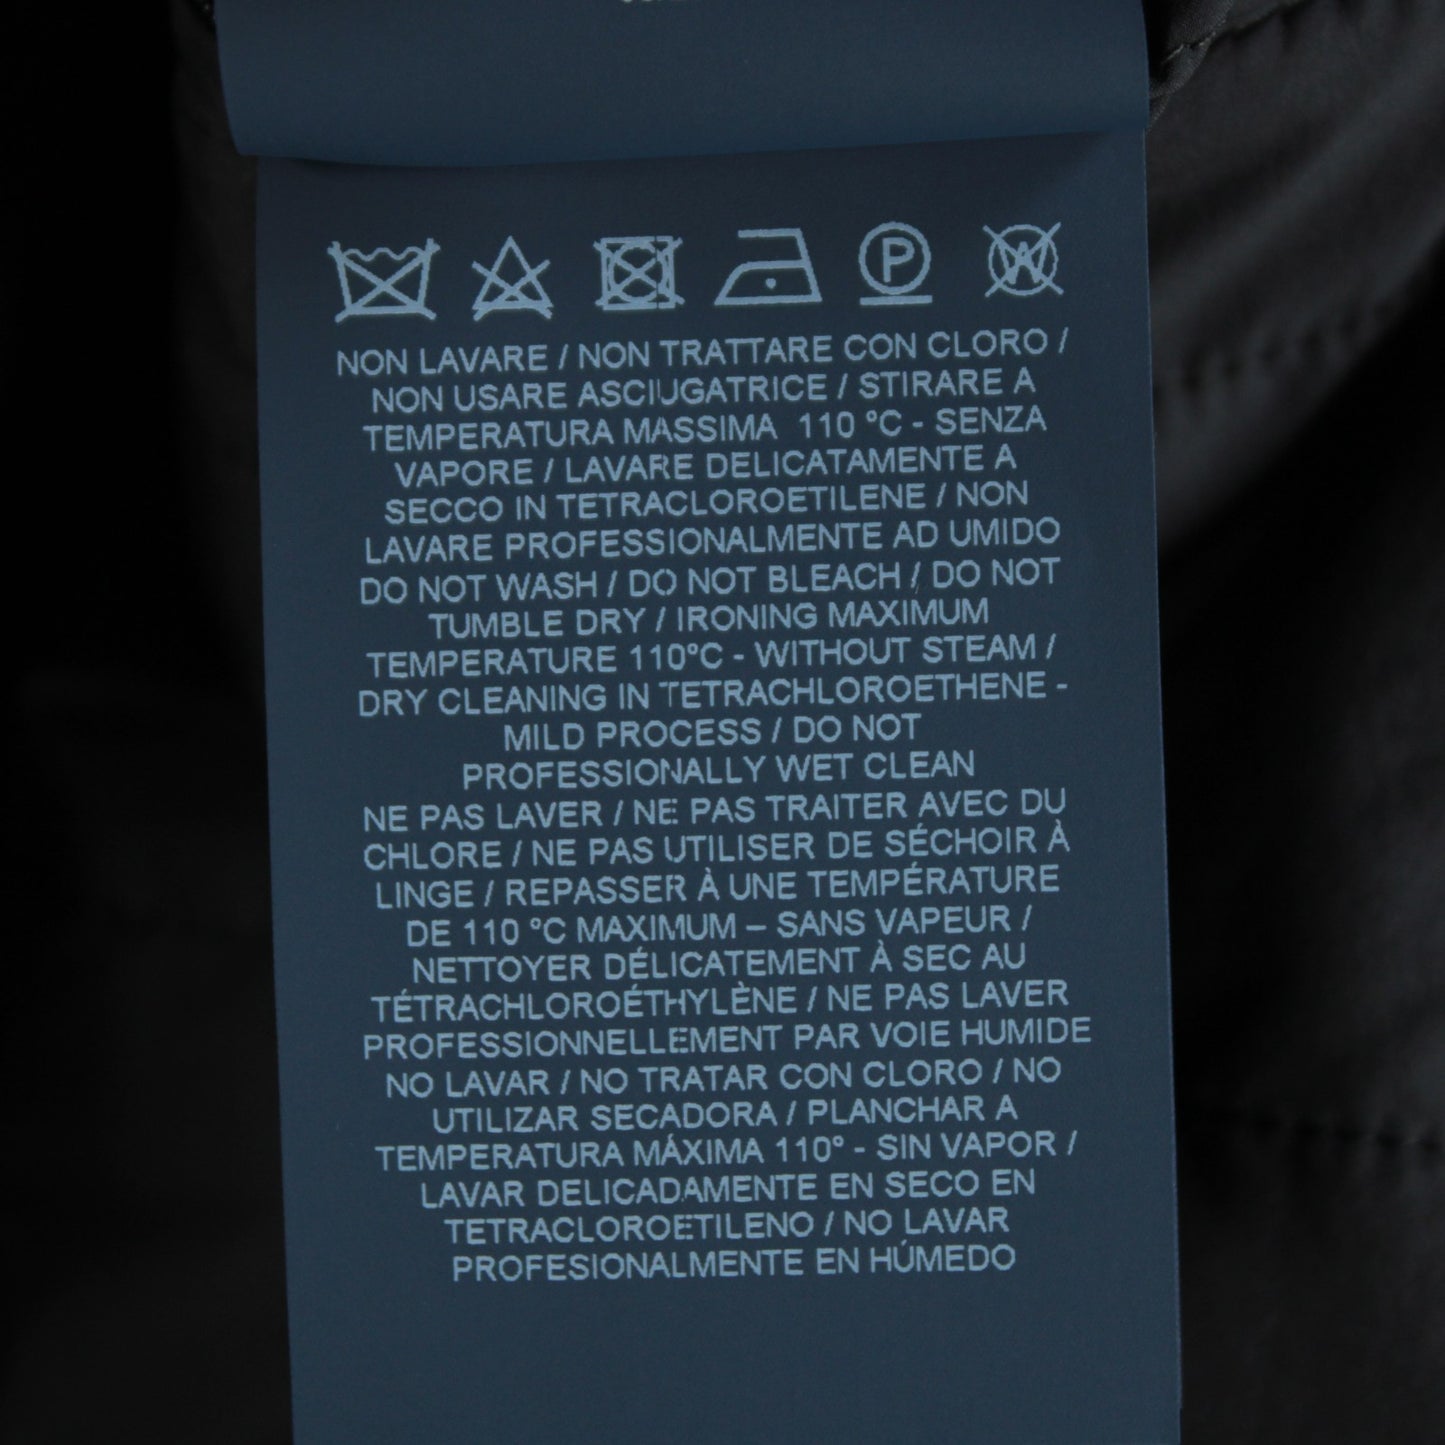 P W
NON LAVARE / NON TRATTARE CON CLORO /
NON USARE ASCIUGATRICE / STIRARE A
TEMPERATURA MASSIMA 110 °C - SENZA
VAPORE / LAVARE DELICATAMENTE A
SECCO IN TETRACLOROETILENE / NON
LAVARE PROFESSIONALMENTE AD UMIDO
DO NOT WASH / DO NOT BLEACH / DO NOT
TUMBLE DRY / IRONING MAXIMUM
TEMPERATURE 110°C - WITHOUT STEAM /
DRY CLEANING IN TETRACHLOROETHENE -
MILD PROCESS / DO NOT
PROFESSIONALLY WET CLEAN
NE PAS LAVER / NE PAS TRAITER AVEC DU
CHLORE / NE PAS UTILISER DE SÉCHOIR À
LINGE / REPASSER À UNE TEMPÉRATURE
DE 110 °C MAXIMUM – SANS VAPEUR /
NETTOYER DÉLICATEMENT À SEC AU
TÉTRACHLOROÉTHYLÈNE / NE PAS LAVER
PROFESSIONNELLEMENT PAR VOIE HUMIDE
NO LAVAR / NO TRATAR CON CLORO / NO
UTILIZAR SECADORA / PLANCHAR A
TEMPERATURA MÁXIMA 110° - SIN VAPOR /
LAVAR DELICADAMENTE EN SECO EN
TETRACLOROETILENO / NO LAVAR
PROFESIONALMENTE EN HÚMEDO